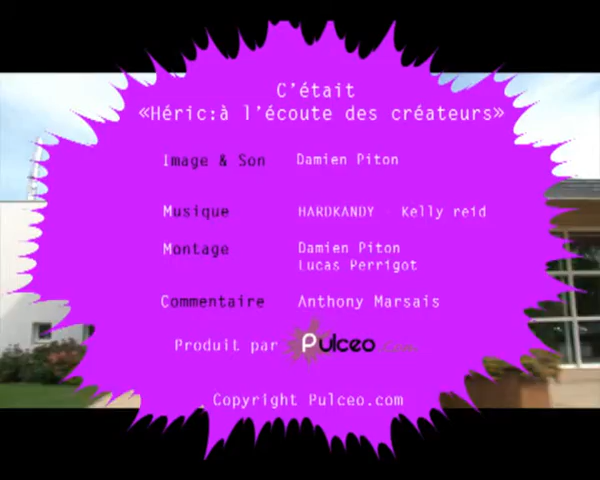 C'était
«Héric:à l'écoute des créateurs»
Image & Son Damien Piton
Musique HARDKANDY - Kelly reid
Montage Damien Piton
Lucas Perrigot
Commentaire Anthony Marsais
Produit par Pulceo
Copyright Pulceo.com